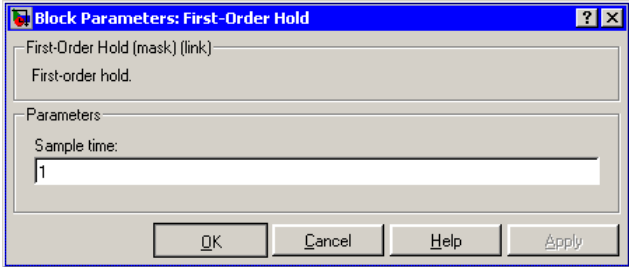 Block Parameters: First-Order Hold
First-Order Hold (mask) (link)
First-order hold.
Parameters
Sample time:
1
OK Cancel Help Apply